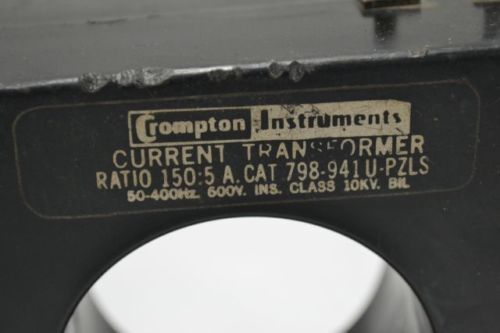 Crompton Instruments
CURRENT TRANSFORMER
RATIO 150:5 A. CAT 798-941U-PZLS
50-400Hz. 600V. INS. CLASS 10KV. BIL